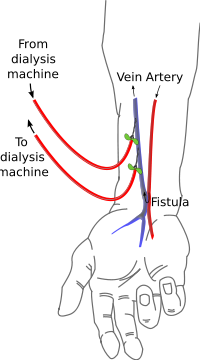 From
dialysis
machine
Vein Artery
To
dialysis
machine
Fistula